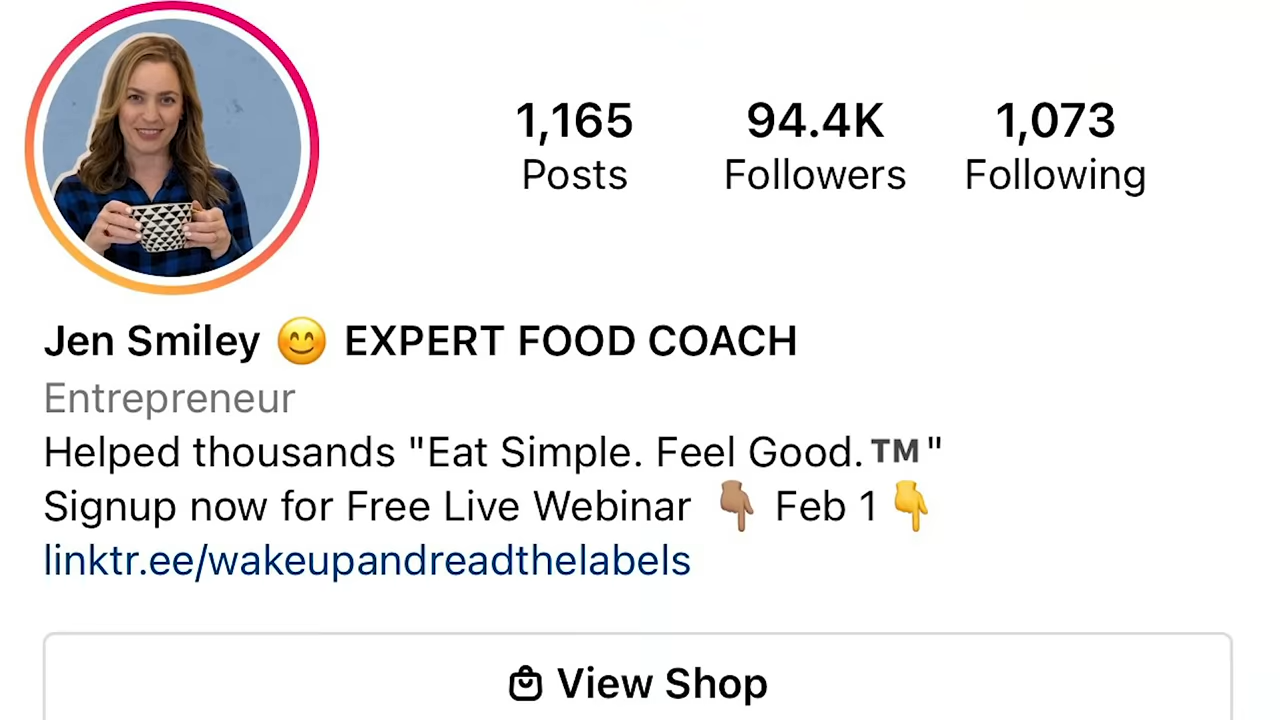 1,165 94.4K 1,073
Posts Followers Following
Jen Smiley 😊 EXPERT FOOD COACH
Entrepreneur
Helped thousands "Eat Simple. Feel Good.™️"
Signup now for Free Live Webinar 👇🏽 Feb 1 👇
linktr.ee/wakeupandreadthelabels
View Shop